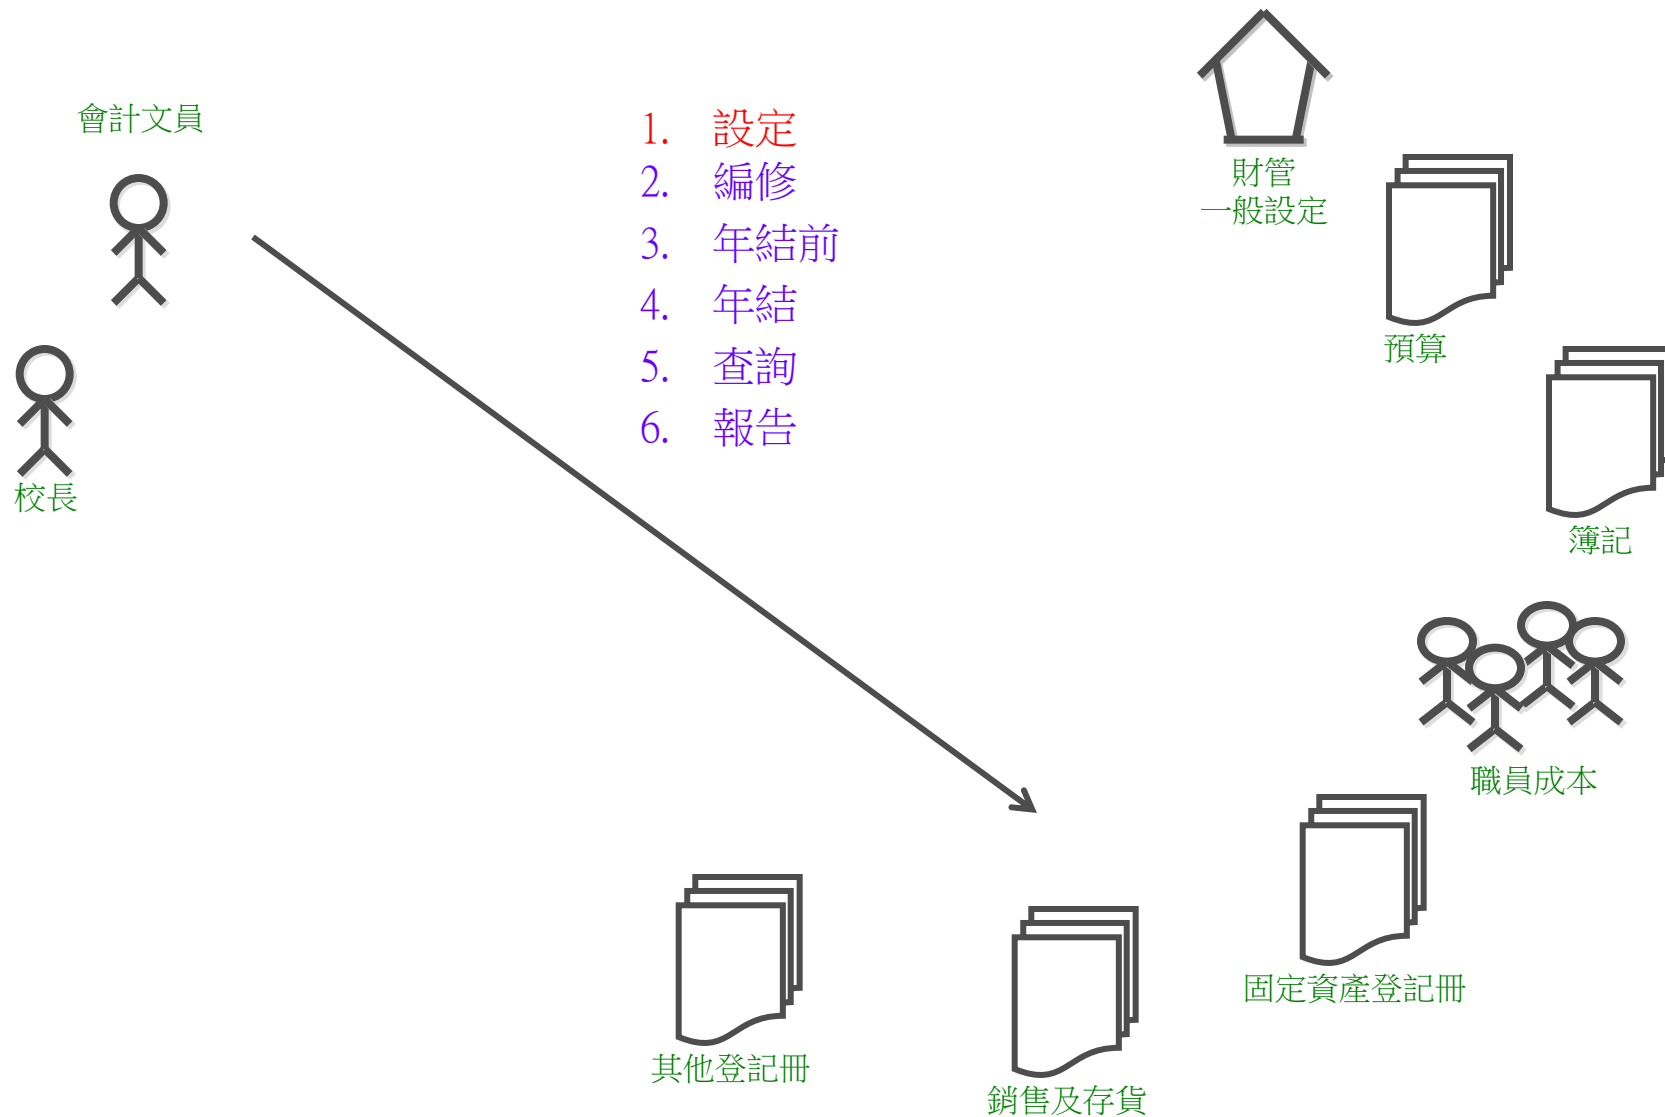 會計文員
校長
1. 設定
2. 編修
3. 年結前
4. 年結
5. 查詢
6. 報告
財管
一般設定
預算
簿記
職員成本
固定資產登記冊
銷售及存貨
其他登記冊